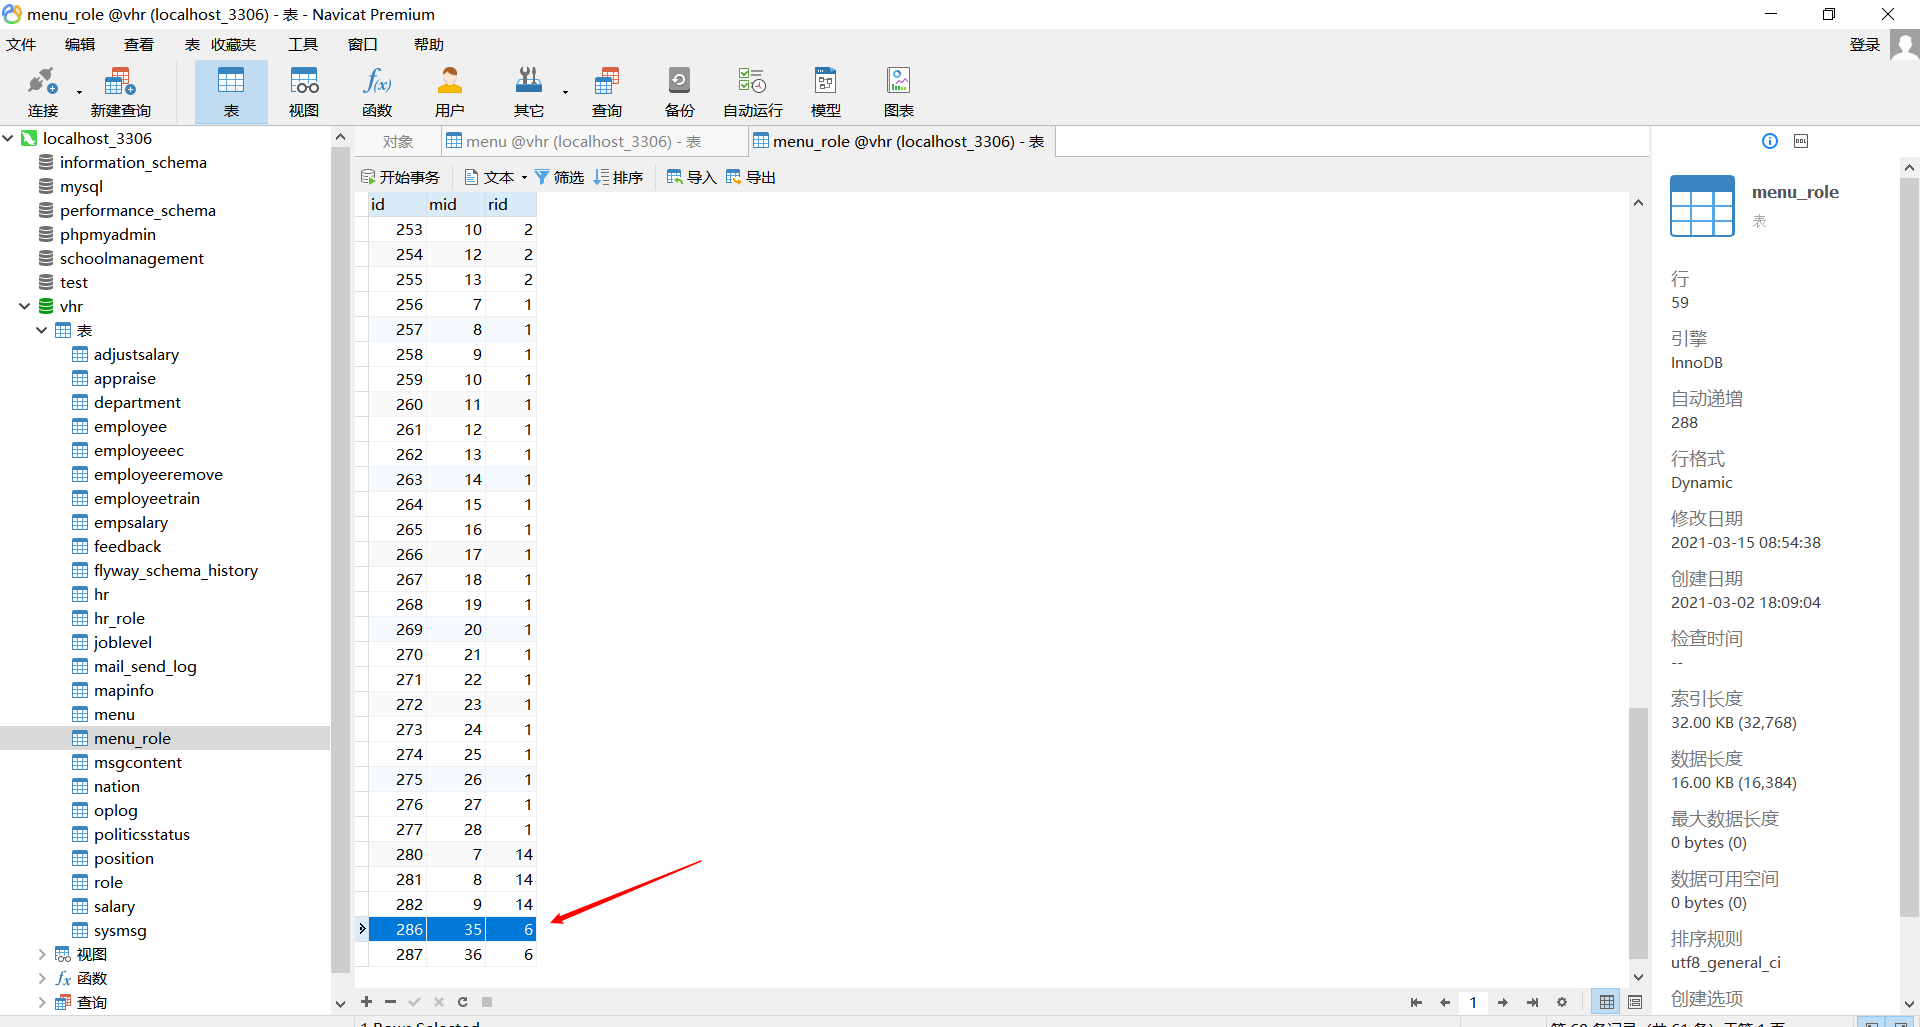 menu_role @vhr (localhost_3306) - 表 - Navicat Premium
文件 编辑 查看 表 收藏夹 工具 窗口 帮助 登录
连接 新建查询 表 视图 函数 用户 其它 查询 备份 自动运行 模型 图表
localhost_3306
information_schema
mysql
performance_schema
phpmyadmin
schoolmanagement
test
vhr
表
adjustsalary
appraise
department
employee
employeeec
employeeremove
employeetrain
empsalary
feedback
flyway_schema_history
hr
hr_role
joblevel
mail_send_log
mapinfo
menu
menu_role
msgcontent
nation
oplog
politicsstatus
position
role
salary
sysmsg
视图
函数
查询
对象 menu @vhr (localhost_3306) - 表 menu_role @vhr (localhost_3306) - 表
开始事务 文本 筛选 排序 导入 导出
id mid rid
253 10 2
254 12 2
255 13 2
256 7 1
257 8 1
258 9 1
259 10 1
260 11 1
261 12 1
262 13 1
263 14 1
264 15 1
265 16 1
266 17 1
267 18 1
268 19 1
269 20 1
270 21 1
271 22 1
272 23 1
273 24 1
274 25 1
275 26 1
276 27 1
277 28 1
280 7 14
281 8 14
282 9 14
286 35 6
287 36 6
1
1 Rows Selected
第 60 条记录 (共 61 条) 于第 1 页
menu_role
表
行
59
引擎
InnoDB
自动递增
288
行格式
Dynamic
修改日期
2021-03-15 08:54:38
创建日期
2021-03-02 18:09:04
检查时间
--
索引长度
32.00 KB (32,768)
数据长度
16.00 KB (16,384)
最大数据长度
0 bytes (0)
数据可用空间
0 bytes (0)
排序规则
utf8_general_ci
创建选项